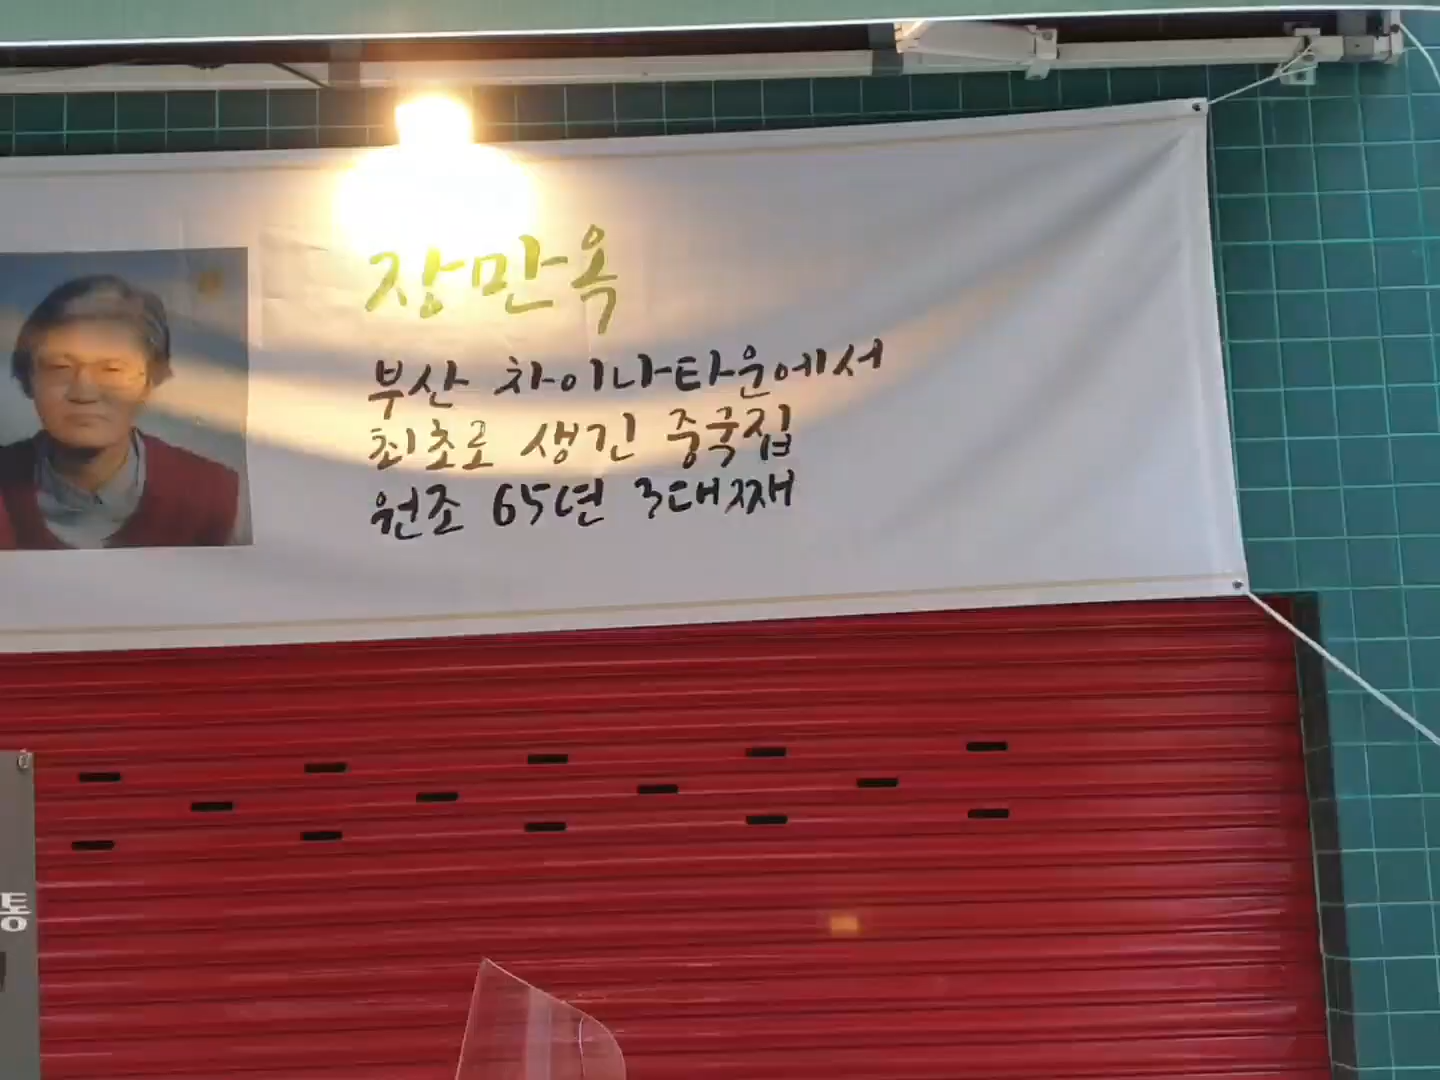 장만옥
부산 차이나타운에서
최초로 생긴 중국집
원조 65년 3대째
통